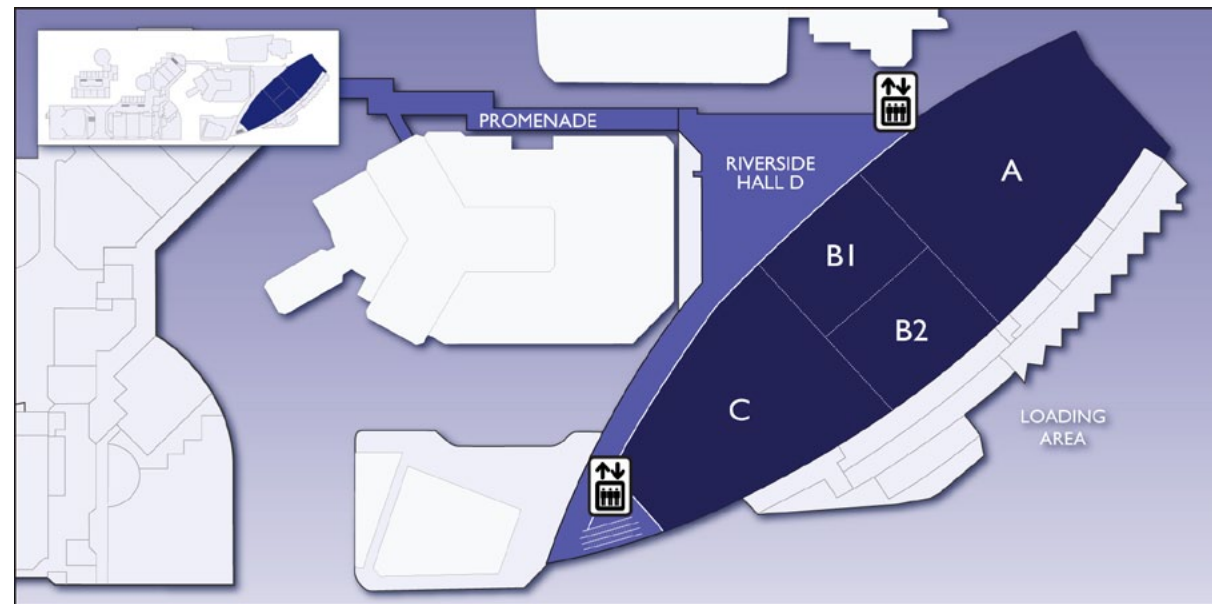 PROMENADE
RIVERSIDE
HALL D
A
B1
B2
C
LOADING
AREA